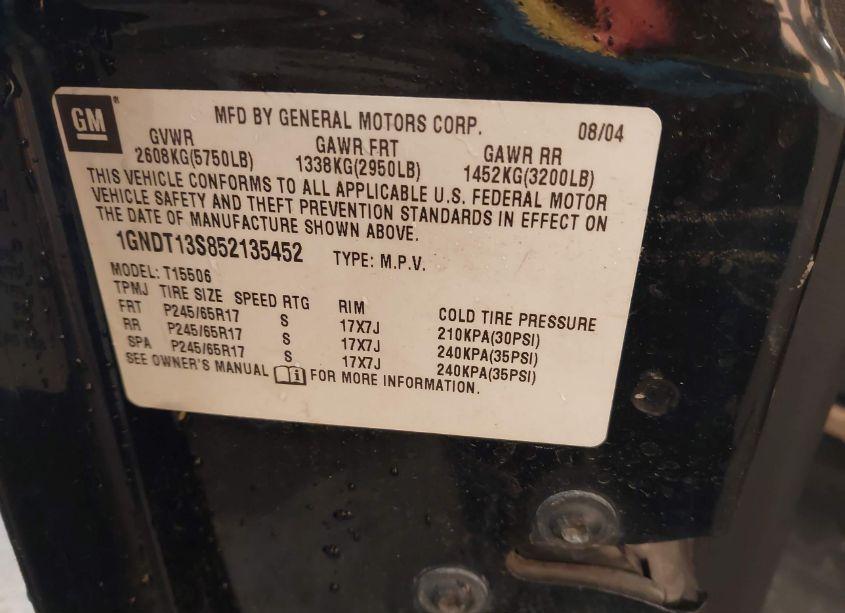 GM®
MFD BY GENERAL MOTORS CORP. 08/04
GVWR GAWR FRT GAWR RR
2608KG(5750LB) 1338KG(2950LB) 1452KG(3200LB)
THIS VEHICLE CONFORMS TO ALL APPLICABLE U.S. FEDERAL MOTOR
VEHICLE SAFETY AND THEFT PREVENTION STANDARDS IN EFFECT ON
THE DATE OF MANUFACTURE SHOWN ABOVE.
1GNDT13S852135452 TYPE: M.P.V.
MODEL: T15506
TPMJ TIRE SIZE SPEED RTG RIM COLD TIRE PRESSURE
FRT P245/65R17 S 17X7J 210KPA(30PSI)
RR P245/65R17 S 17X7J 240KPA(35PSI)
SPA P245/65R17 S 17X7J 240KPA(35PSI)
SEE OWNER'S MANUAL FOR MORE INFORMATION.